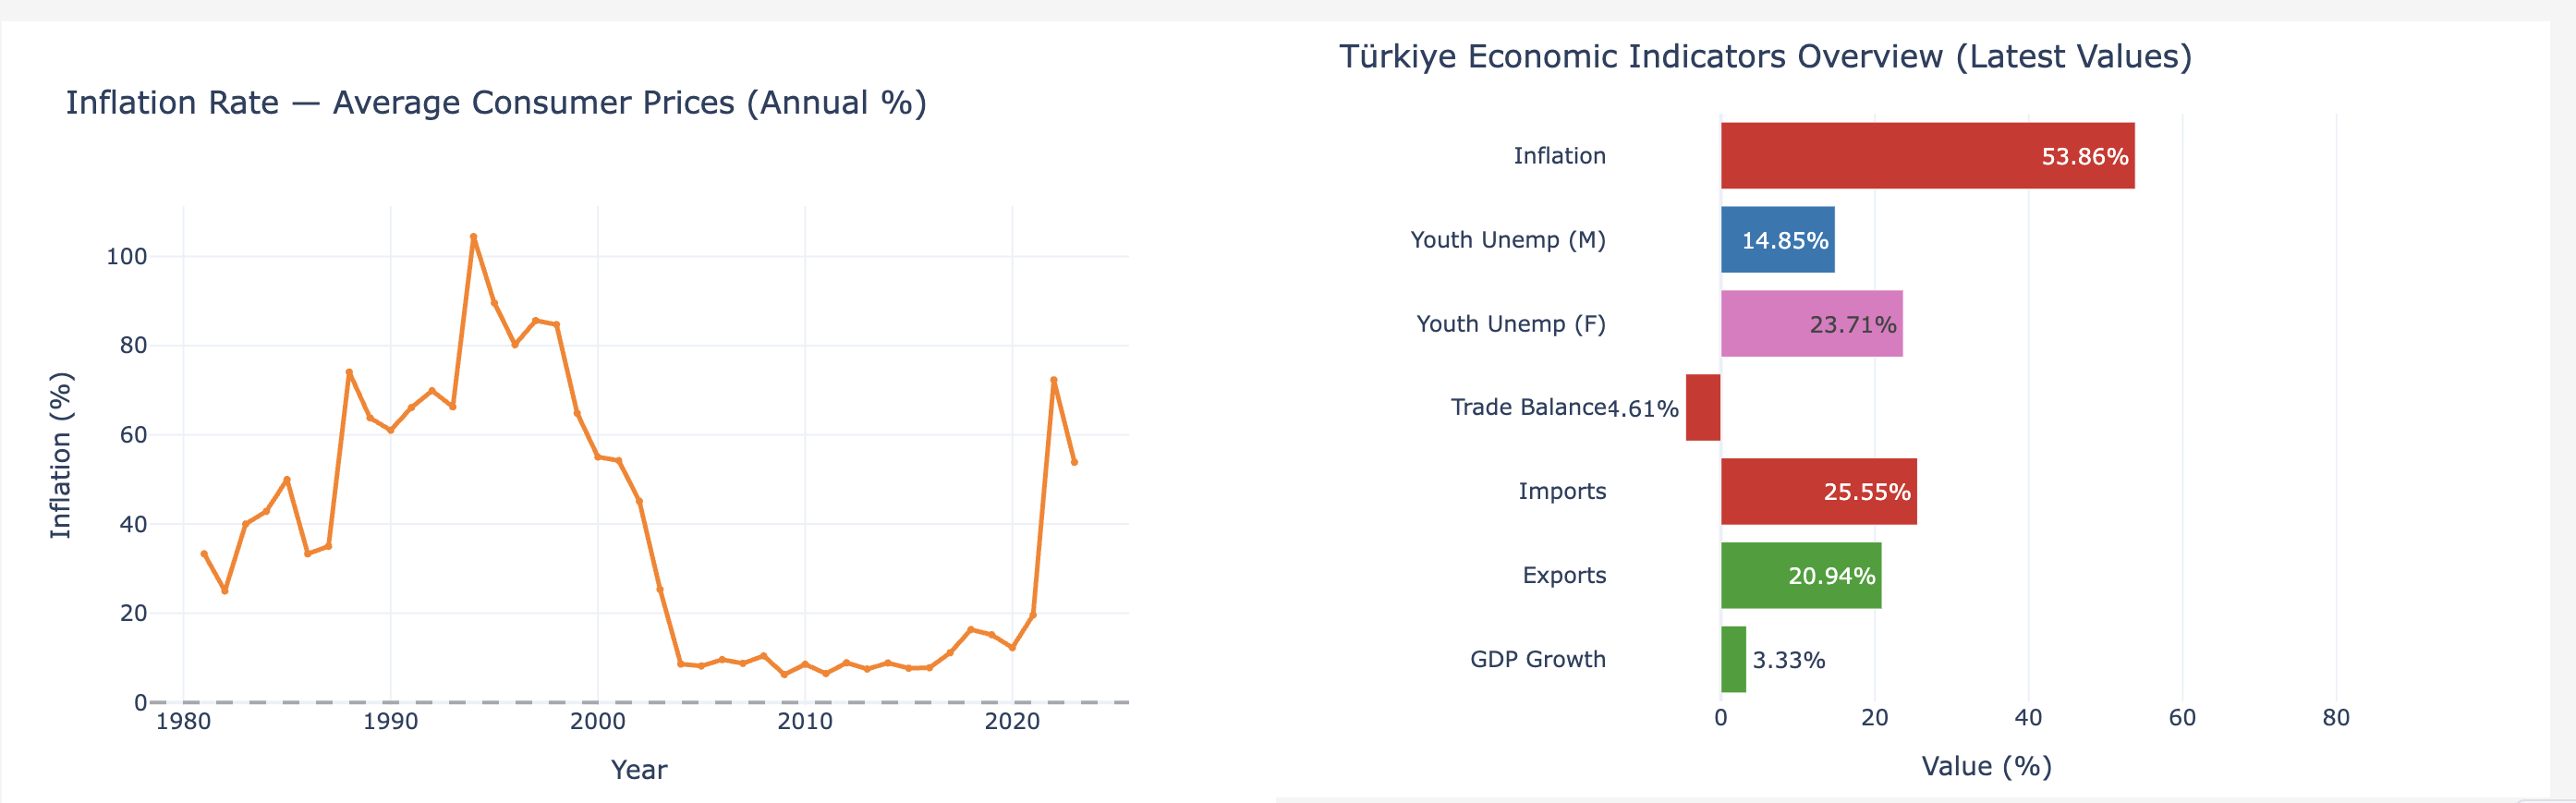 Inflation Rate — Average Consumer Prices (Annual %)
Inflation (%)
100
80
60
40
20
0
1980 1990 2000 2010 2020
Year
Türkiye Economic Indicators Overview (Latest Values)
Inflation 53.86%
Youth Unemp (M) 14.85%
Youth Unemp (F) 23.71%
Trade Balance 4.61%
Imports 25.55%
Exports 20.94%
GDP Growth 3.33%
0 20 40 60 80
Value (%)